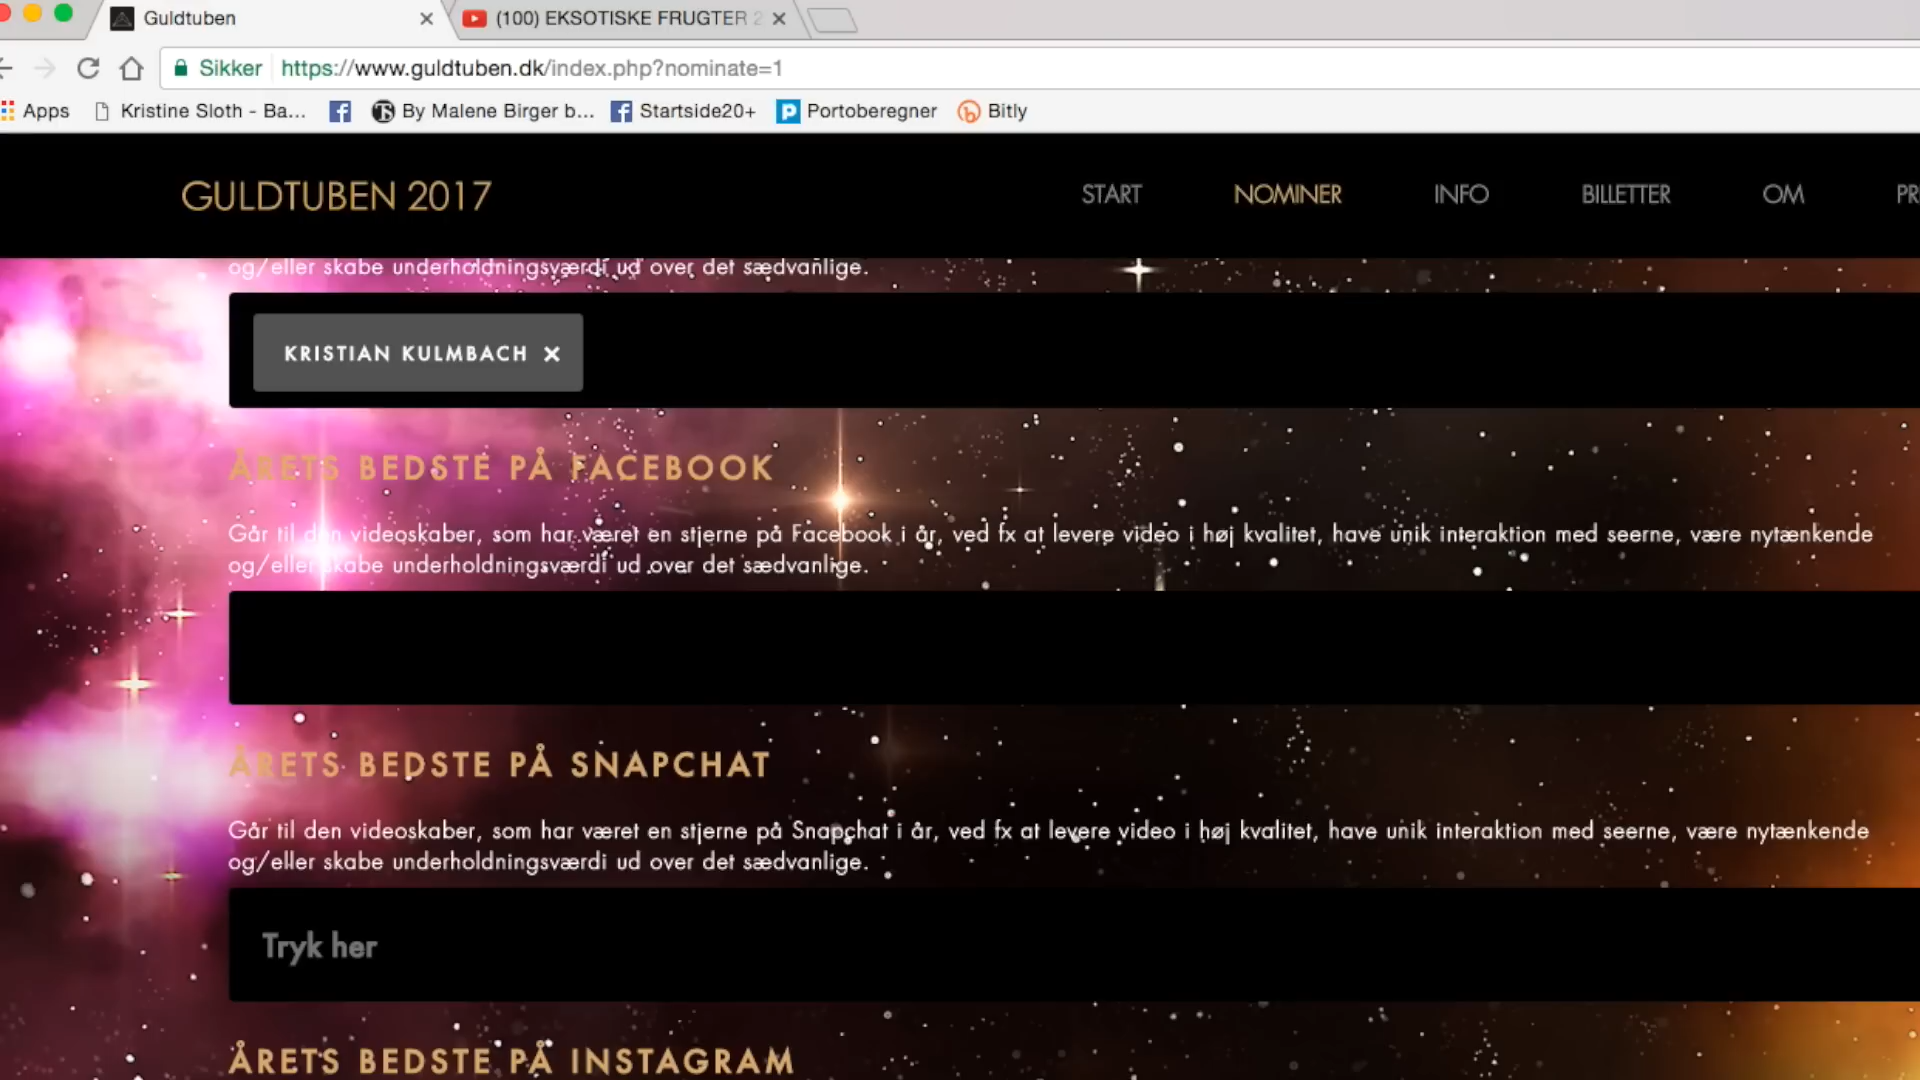 Guldtuben
(100) EKSOTISKE FRUGTER 2
Sikker https://www.guldtuben.dk/index.php?nominate=1
Apps Kristine Sloth - Ba... By Malene Birger b... Startside20+ Portoberegner Bitly
GULDTUBEN 2017
START NOMINER INFO BILLETTER OM PR
og/eller skabe underholdningsværdi ud over det sædvanlige.
KRISTIAN KULMBACH ×
ÅRETS BEDSTE PÅ FACEBOOK
Går til den videoskaber, som har været en stjerne på Facebook i år, ved fx at levere video i høj kvalitet, have unik interaktion med seerne, være nytænkende
og/eller skabe underholdningsværdi ud over det sædvanlige.
ÅRETS BEDSTE PÅ SNAPCHAT
Går til den videoskaber, som har været en stjerne på Snapchat i år, ved fx at levere video i høj kvalitet, have unik interaktion med seerne, være nytænkende
og/eller skabe underholdningsværdi ud over det sædvanlige.
Tryk her
ÅRETS BEDSTE PÅ INSTAGRAM